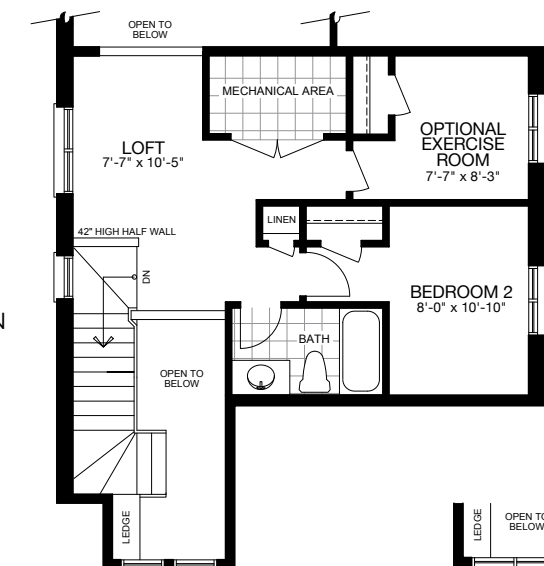 OPEN TO
BELOW
MECHANICAL AREA
LOFT
7'-7" x 10'-5"
OPTIONAL
EXERCISE
ROOM
7'-7" x 8'-3"
LINEN
42" HIGH HALF WALL
DN
BEDROOM 2
8'-0" x 10'-10"
N
BATH
OPEN TO
BELOW
LEDGE
LEDGE
OPEN TO
BELOW